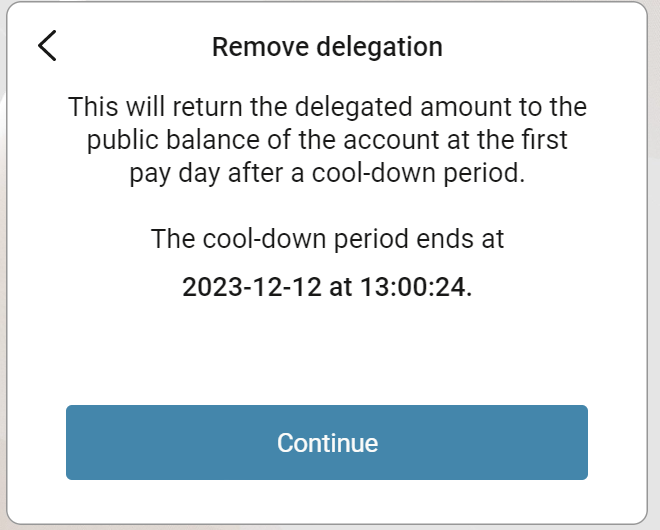 Remove delegation
This will return the delegated amount to the
public balance of the account at the first
pay day after a cool-down period.
The cool-down period ends at
2023-12-12 at 13:00:24.
Continue